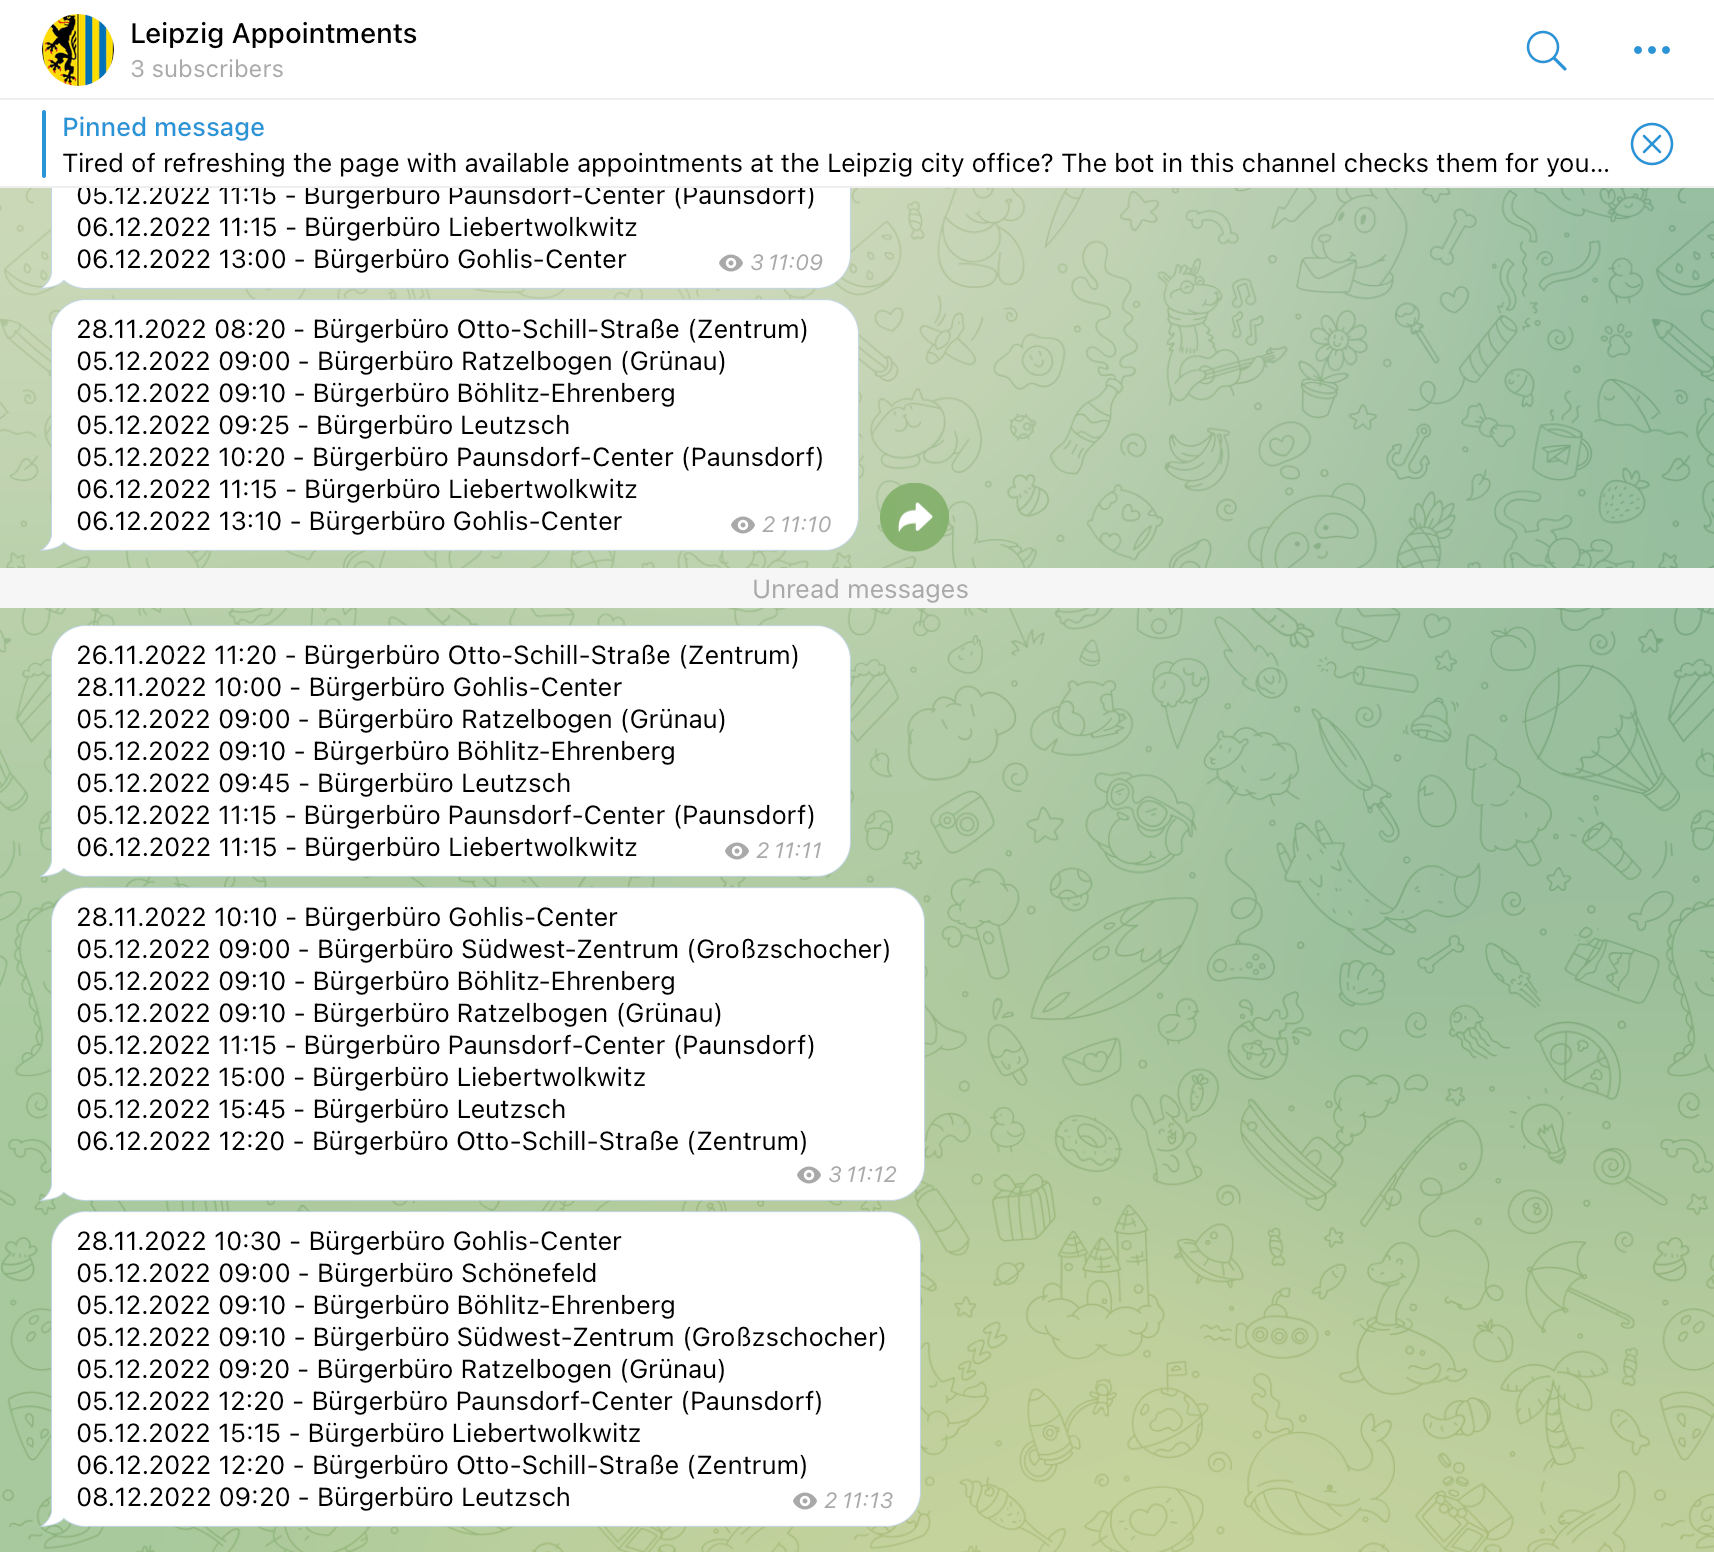 Leipzig Appointments
3 subscribers
Pinned message
Tired of refreshing the page with available appointments at the Leipzig city office? The bot in this channel checks them for you...
05.12.2022 11:15 - Bürgerbüro Paunsdorf-Center (Paunsdorf)
06.12.2022 11:15 - Bürgerbüro Liebertwolkwitz
06.12.2022 13:00 - Bürgerbüro Gohlis-Center
3 11:09
28.11.2022 08:20 - Bürgerbüro Otto-Schill-Straße (Zentrum)
05.12.2022 09:00 - Bürgerbüro Ratzelbogen (Grünau)
05.12.2022 09:10 - Bürgerbüro Böhlitz-Ehrenberg
05.12.2022 09:25 - Bürgerbüro Leutzsch
05.12.2022 10:20 - Bürgerbüro Paunsdorf-Center (Paunsdorf)
06.12.2022 11:15 - Bürgerbüro Liebertwolkwitz
06.12.2022 13:10 - Bürgerbüro Gohlis-Center
2 11:10
Unread messages
26.11.2022 11:20 - Bürgerbüro Otto-Schill-Straße (Zentrum)
28.11.2022 10:00 - Bürgerbüro Gohlis-Center
05.12.2022 09:00 - Bürgerbüro Ratzelbogen (Grünau)
05.12.2022 09:10 - Bürgerbüro Böhlitz-Ehrenberg
05.12.2022 09:45 - Bürgerbüro Leutzsch
05.12.2022 11:15 - Bürgerbüro Paunsdorf-Center (Paunsdorf)
06.12.2022 11:15 - Bürgerbüro Liebertwolkwitz
2 11:11
28.11.2022 10:10 - Bürgerbüro Gohlis-Center
05.12.2022 09:00 - Bürgerbüro Südwest-Zentrum (Großzschocher)
05.12.2022 09:10 - Bürgerbüro Böhlitz-Ehrenberg
05.12.2022 09:10 - Bürgerbüro Ratzelbogen (Grünau)
05.12.2022 11:15 - Bürgerbüro Paunsdorf-Center (Paunsdorf)
05.12.2022 15:00 - Bürgerbüro Liebertwolkwitz
05.12.2022 15:45 - Bürgerbüro Leutzsch
06.12.2022 12:20 - Bürgerbüro Otto-Schill-Straße (Zentrum)
3 11:12
28.11.2022 10:30 - Bürgerbüro Gohlis-Center
05.12.2022 09:00 - Bürgerbüro Schönefeld
05.12.2022 09:10 - Bürgerbüro Böhlitz-Ehrenberg
05.12.2022 09:10 - Bürgerbüro Südwest-Zentrum (Großzschocher)
05.12.2022 09:20 - Bürgerbüro Ratzelbogen (Grünau)
05.12.2022 12:20 - Bürgerbüro Paunsdorf-Center (Paunsdorf)
05.12.2022 15:15 - Bürgerbüro Liebertwolkwitz
06.12.2022 12:20 - Bürgerbüro Otto-Schill-Straße (Zentrum)
08.12.2022 09:20 - Bürgerbüro Leutzsch
2 11:13